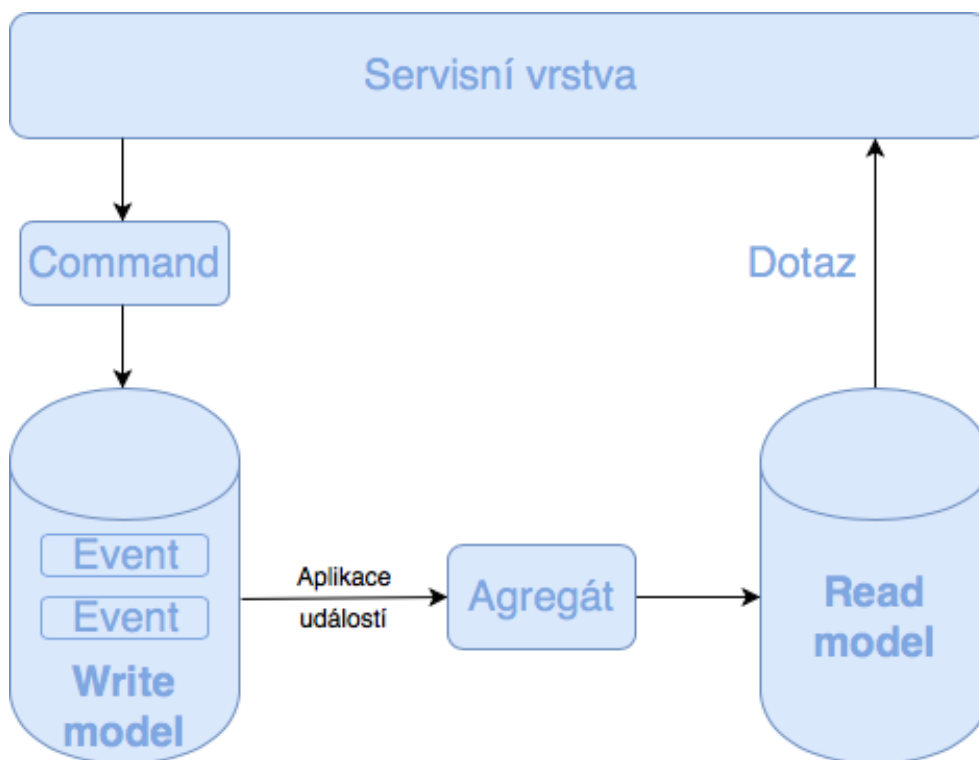 Servisní vrstva
Command
Dotaz
Event
Event
Write
model
Aplikace
událostí
Agregát
Read
model